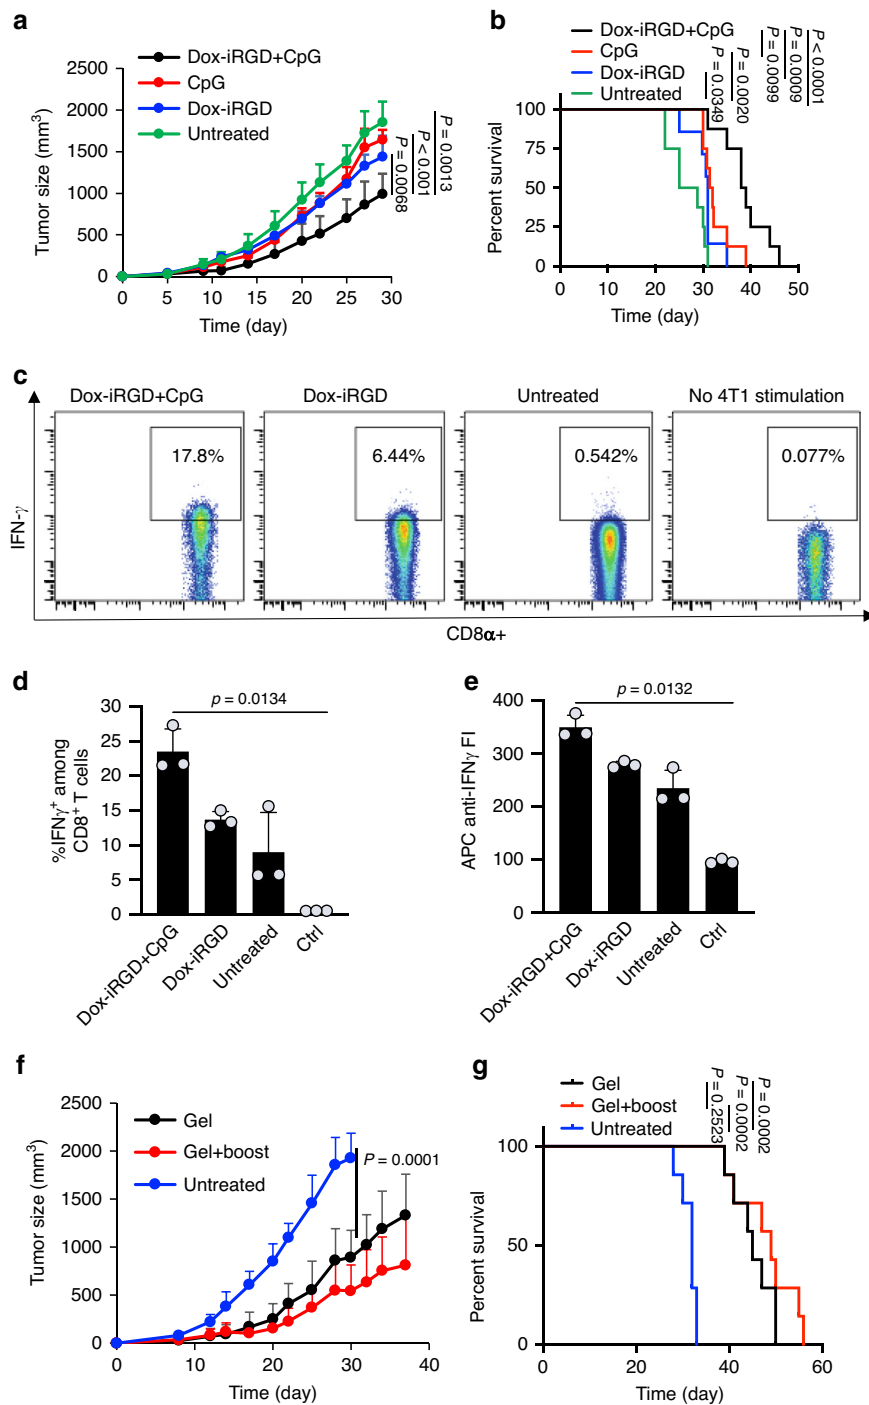 a
Dox-iRGD+CpG
CpG
Dox-iRGD
Untreated
2500
2000
1500
1000
500
0
Tumor size (mm3)
0 5 10 15 20 25 30
Time (day)
P = 0.0068
P < 0.001
P = 0.0013
b
Dox-iRGD+CpG
CpG
Dox-iRGD
Untreated
P = 0.0349
P = 0.0020
P = 0.0099
P = 0.0009
P < 0.0001
100
75
50
25
0
Percent survival
0 10 20 30 40 50
Time (day)
c
Dox-iRGD+CpG
Dox-iRGD
Untreated
No 4T1 stimulation
17.8%
6.44%
0.542%
0.077%
IFN-γ
CD8α+
d
p = 0.0134
30
25
20
15
10
5
0
%IFNγ+ among
CD8+ T cells
Dox-iRGD+CpG
Dox-iRGD
Untreated
Ctrl
e
p = 0.0132
400
300
200
100
0
APC anti-IFNγ FI
Dox-iRGD+CpG
Dox-iRGD
Untreated
Ctrl
f
Gel
Gel+boost
Untreated
P = 0.0001
2500
2000
1500
1000
500
0
Tumor size (mm3)
0 10 20 30 40
Time (day)
g
Gel
Gel+boost
Untreated
P = 0.2523
P = 0.0002
P = 0.0002
100
50
0
Percent survival
0 20 40 60
Time (day)